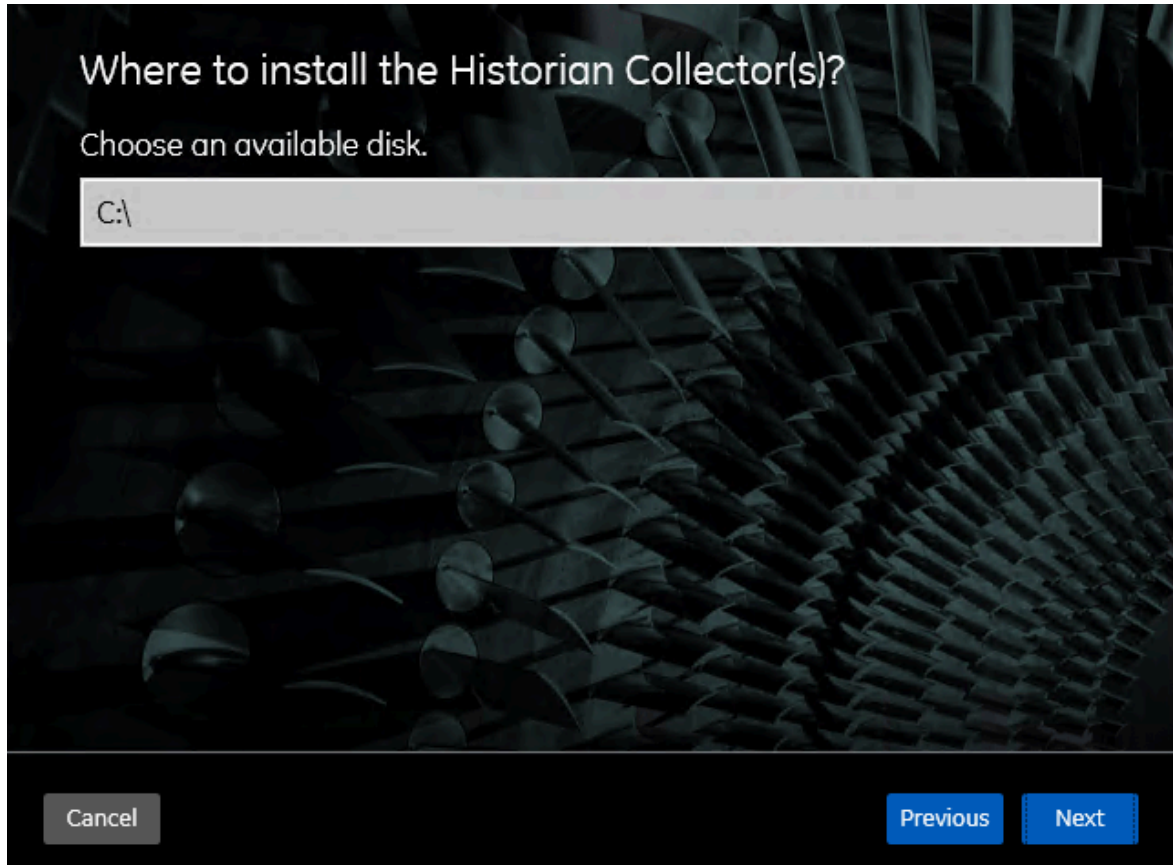 Where to install the Historian Collector(s)?
Choose an available disk.
C:\
Cancel
Previous
Next